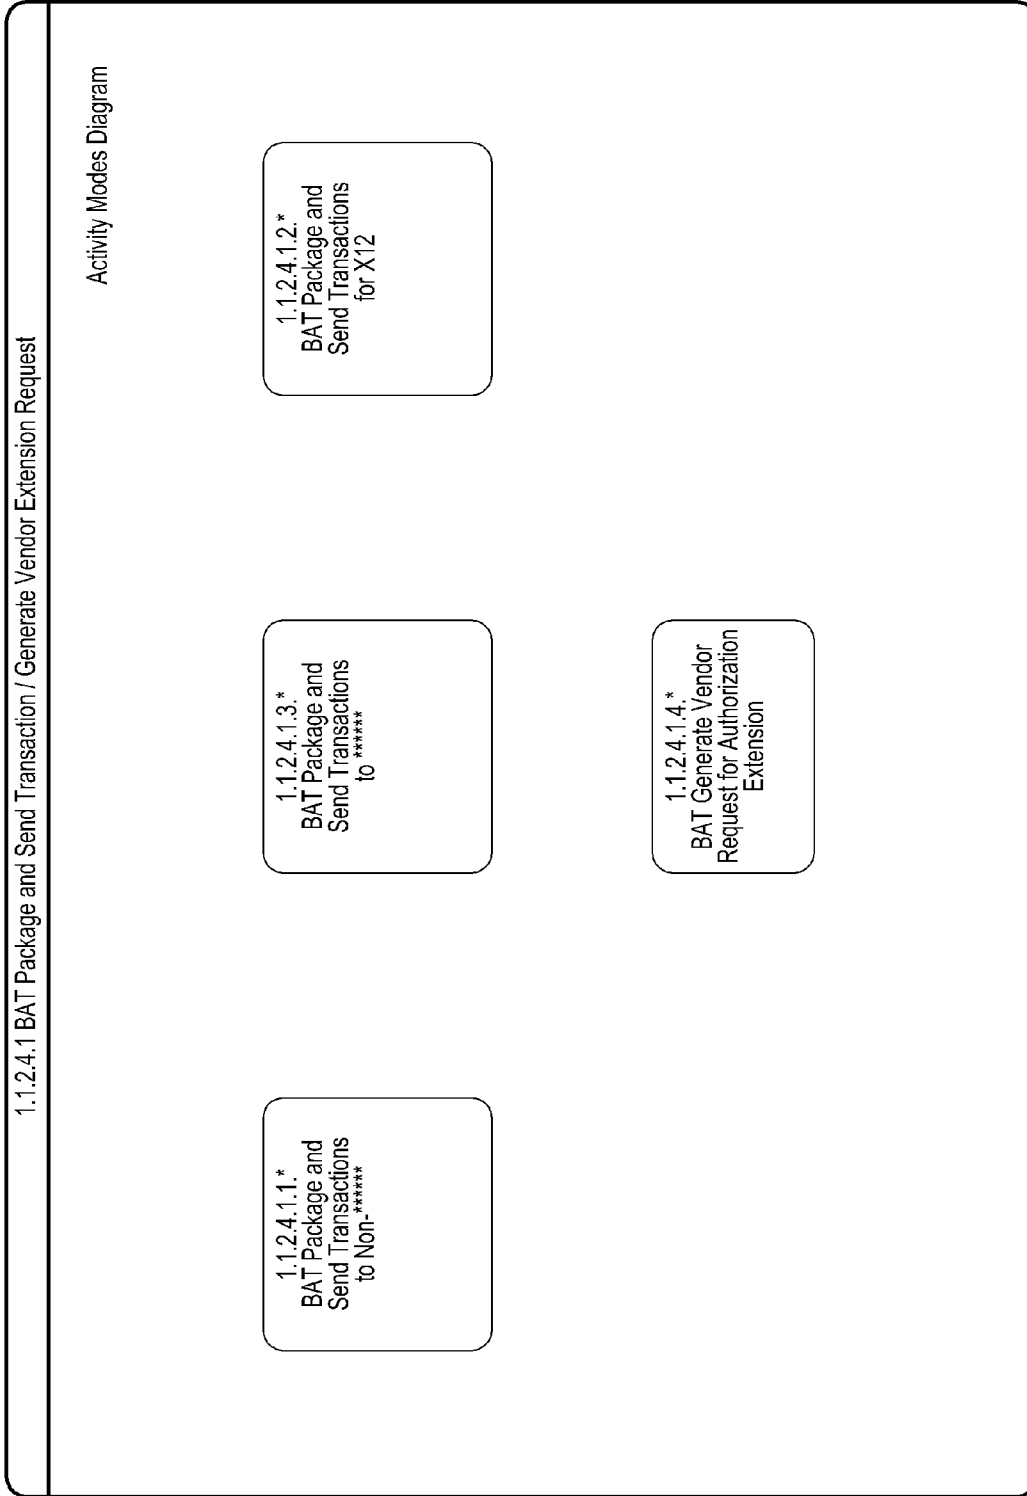 1.1.2.4.1 BAT Package and Send Transaction / Generate Vendor Extension Request
Activity Modes Diagram
1.1.2.4.1.1.*
BAT Package and
Send Transactions
to Non-******
1.1.2.4.1.3.*
BAT Package and
Send Transactions
to ******
1.1.2.4.1.2.*
BAT Package and
Send Transactions
for X12
1.1.2.4.1.4.*
BAT Generate Vendor
Request for Authorization
Extension